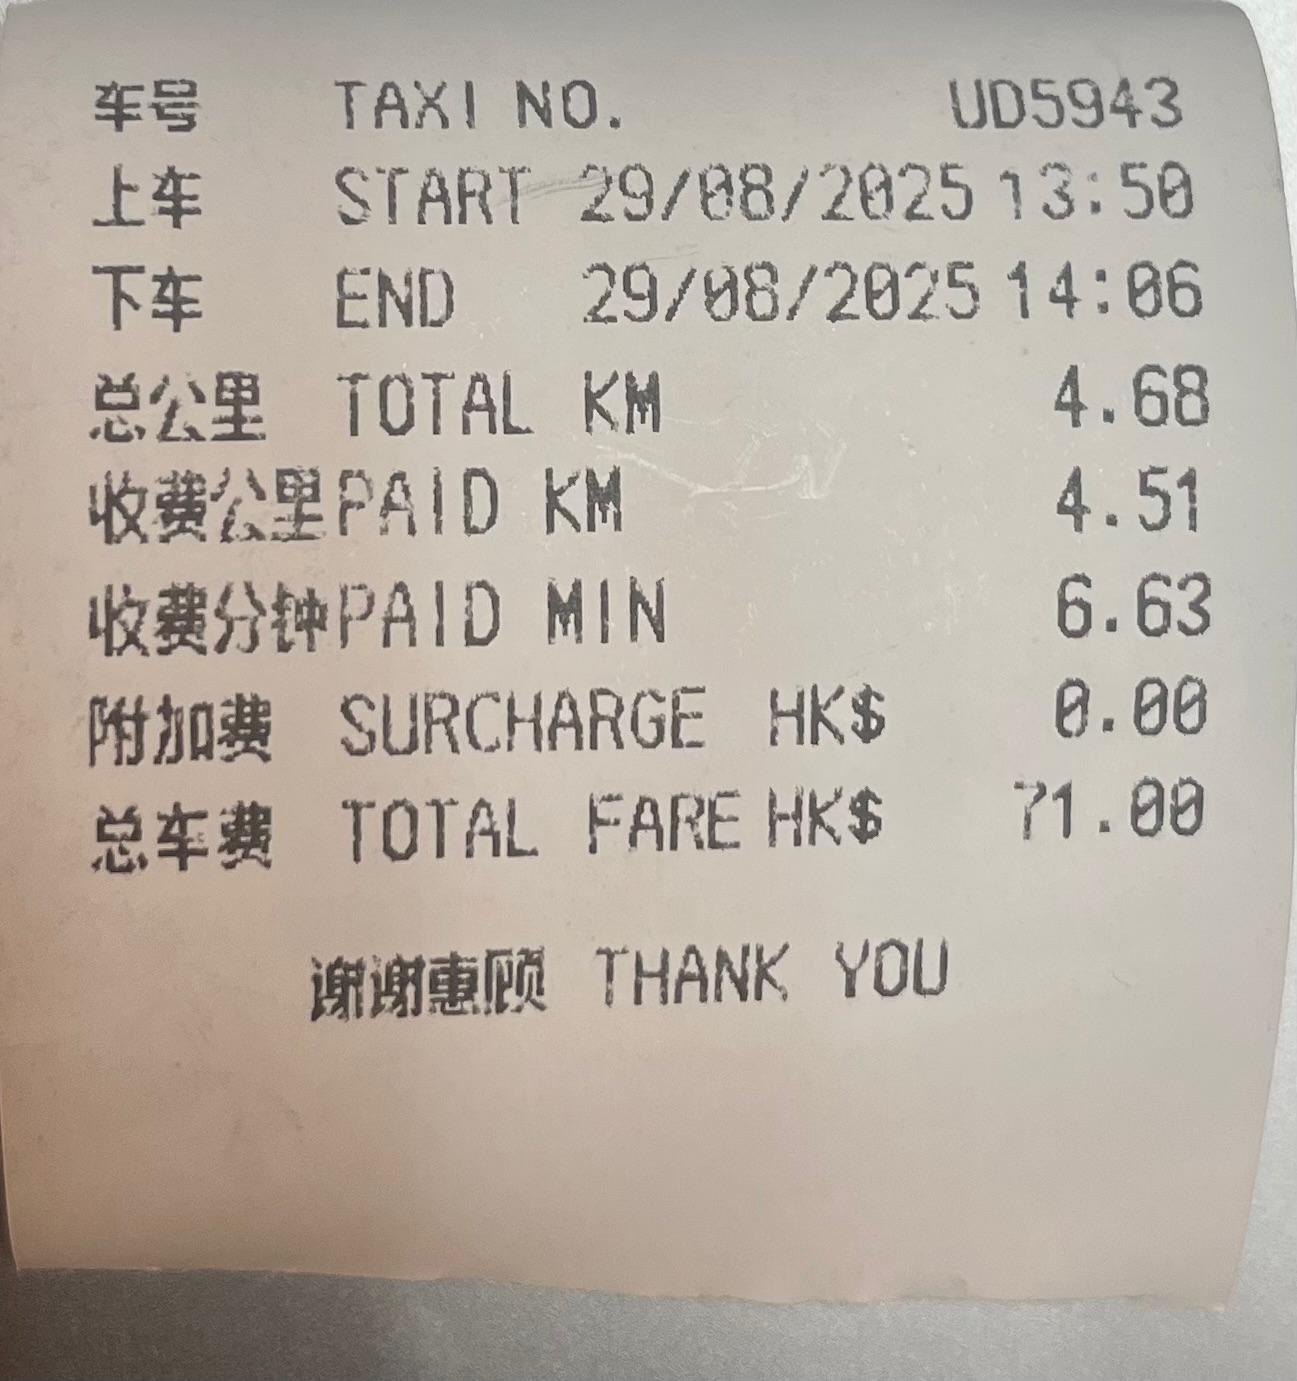 车号 TAXI NO. UD5943
上车 START 29/08/2025 13:50
下车 END 29/08/2025 14:06
总公里 TOTAL KM 4.68
收费公里 PAID KM 4.51
收费分钟 PAID MIN 6.63
附加费 SURCHARGE HK$ 0.00
总车费 TOTAL FARE HK$ 71.00
谢谢惠顾 THANK YOU